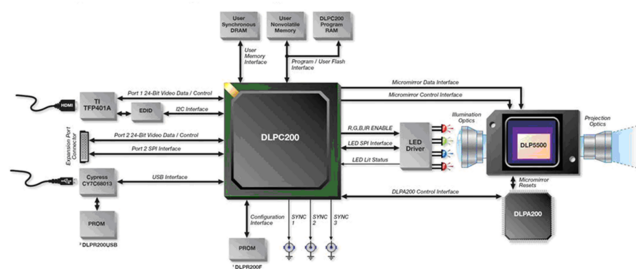 User
Synchronous
DRAM
User
Nonvolatile
Memory
DLPC200
Program
RAM
User
Memory
Interface
Program / User Flash
Interface
HDMI
TI
TFP401A
Port 1 24-Bit Video Data / Control
EDID
I2C Interface
Expansion Port
Connector
Port 2 24-Bit Video Data / Control
Port 2 SPI Interface
Cypress
CY7C68013
USB Interface
PROM
DLPR200USB
DLPC200
Configuration
Interface
PROM
DLPR200F
SYNC
1
SYNC
2
SYNC
3
Micromirror Data Interface
Micromirror Control Interface
R,G,B,IR ENABLE
LED SPI Interface
LED Lit Status
LED
Driver
Illumination
Optics
DLP5500
Projection
Optics
Micromirror
Resets
DLPA200 Control Interface
DLPA200